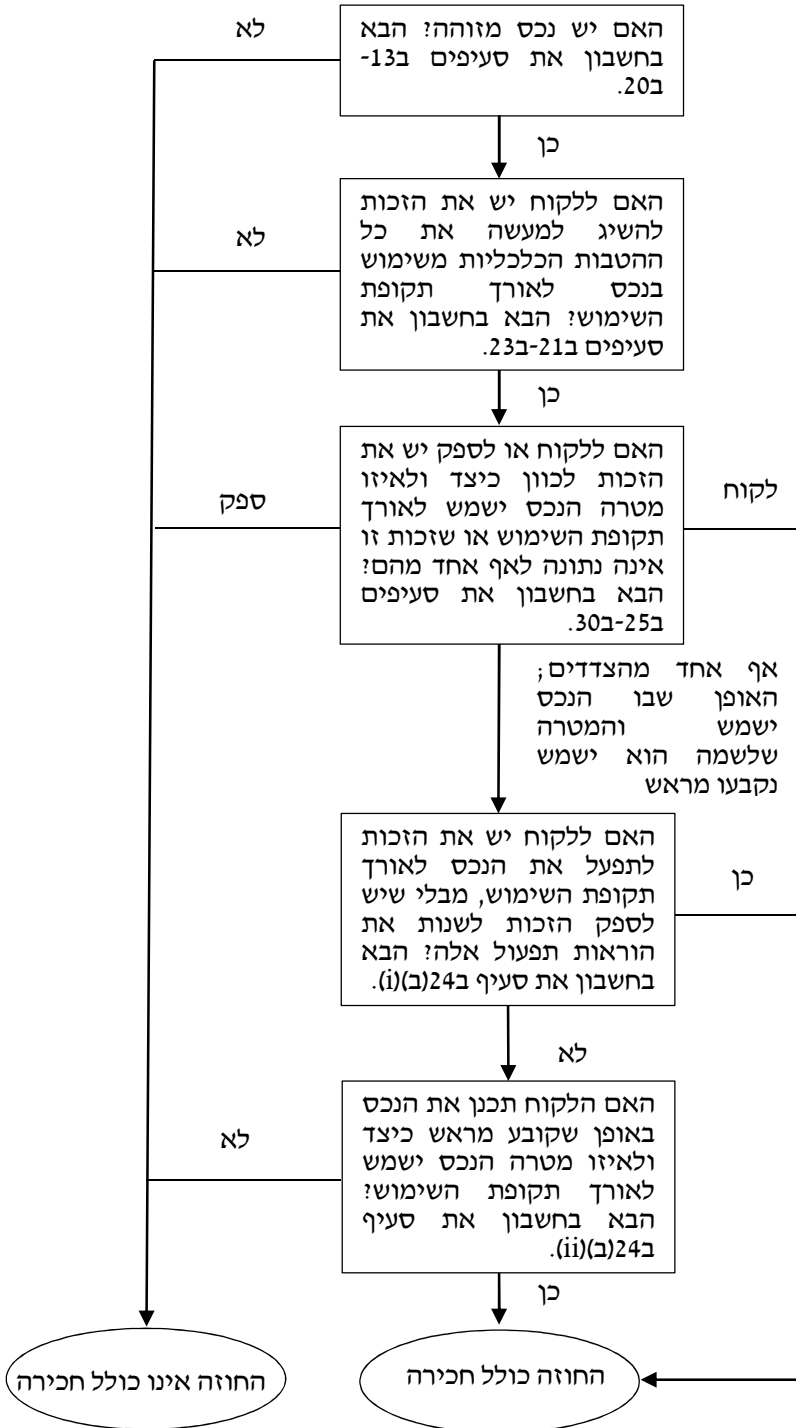 האם יש נכס מזוהה? הבא
בחשבון את סעיפים ב13-
ב20.
לא
כן
האם ללקוח יש את הזכות
להשיג למעשה את כל
ההטבות הכלכליות משימוש
בנכס לאורך תקופת
השימוש? הבא בחשבון את
סעיפים ב21-ב23.
לא
כן
האם ללקוח או לספק יש את
הזכות לכוון כיצד ולאיזו
מטרה הנכס ישמש לאורך
תקופת השימוש או שזכות זו
אינה נתונה לאף אחד מהם?
הבא בחשבון את סעיפים
ב25-ב30.
לקוח
ספק
אף אחד מהצדדים;
האופן שבו הנכס
ישמש והמטרה
שלשמה הוא ישמש
נקבעו מראש
האם ללקוח יש את הזכות
לתפעל את הנכס לאורך
תקופת השימוש, מבלי שיש
לספק הזכות לשנות את
הוראות תפעול אלה? הבא
בחשבון את סעיף ב24(ב)(i).
כן
לא
האם הלקוח תכנן את הנכס
באופן שקובע מראש כיצד
ולאיזו מטרה הנכס ישמש
לאורך תקופת השימוש?
הבא בחשבון את סעיף
ב24(ב)(ii).
לא
כן
החוזה כולל חכירה
החוזה אינו כולל חכירה